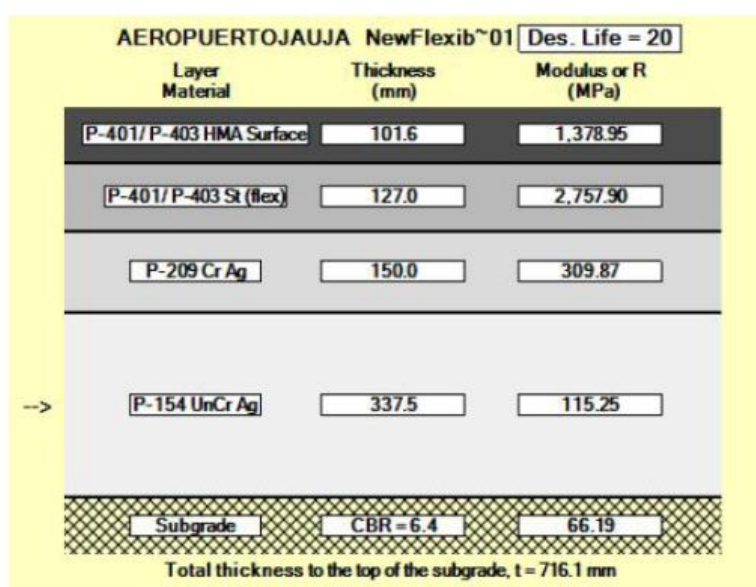 AEROPUERTOJAUJA NewFlexib~01 Des. Life = 20
Layer Material Thickness (mm) Modulus or R (MPa)
P-401/ P-403 HMA Surface 101.6 1,378.95
P-401/ P-403 St (flex) 127.0 2,757.90
P-209 Cr Ag 150.0 309.87
--> P-154 UnCr Ag 337.5 115.25
Subgrade CBR = 6.4 66.19
Total thickness to the top of the subgrade, t = 716.1 mm